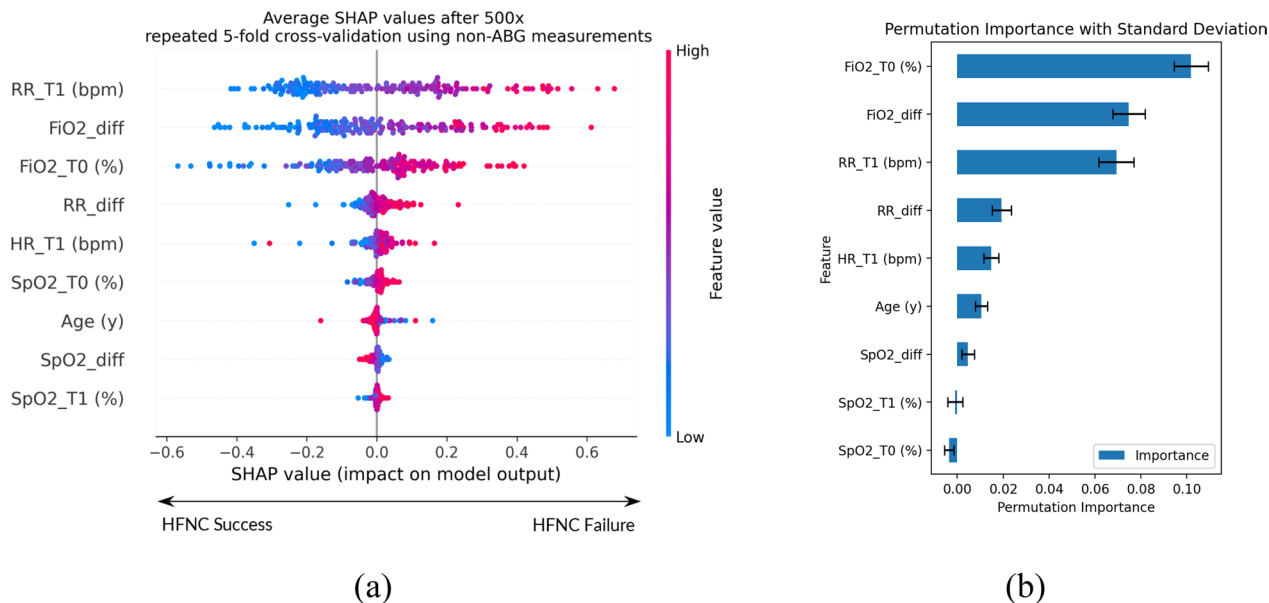 Average SHAP values after 500x
repeated 5-fold cross-validation using non-ABG measurements
RR_T1 (bpm)
FiO2_diff
FiO2_T0 (%)
RR_diff
HR_T1 (bpm)
SpO2_T0 (%)
Age (y)
SpO2_diff
SpO2_T1 (%)
−0.6 −0.4 −0.2 0.0 0.2 0.4 0.6
SHAP value (impact on model output)
HFNC Success HFNC Failure
High
Feature value
Low
(a)
Permutation Importance with Standard Deviation
FiO2_T0 (%)
FiO2_diff
RR_T1 (bpm)
RR_diff
HR_T1 (bpm)
Age (y)
SpO2_diff
SpO2_T1 (%)
SpO2_T0 (%)
Feature
Importance
0.00 0.02 0.04 0.06 0.08 0.10
Permutation Importance
(b)